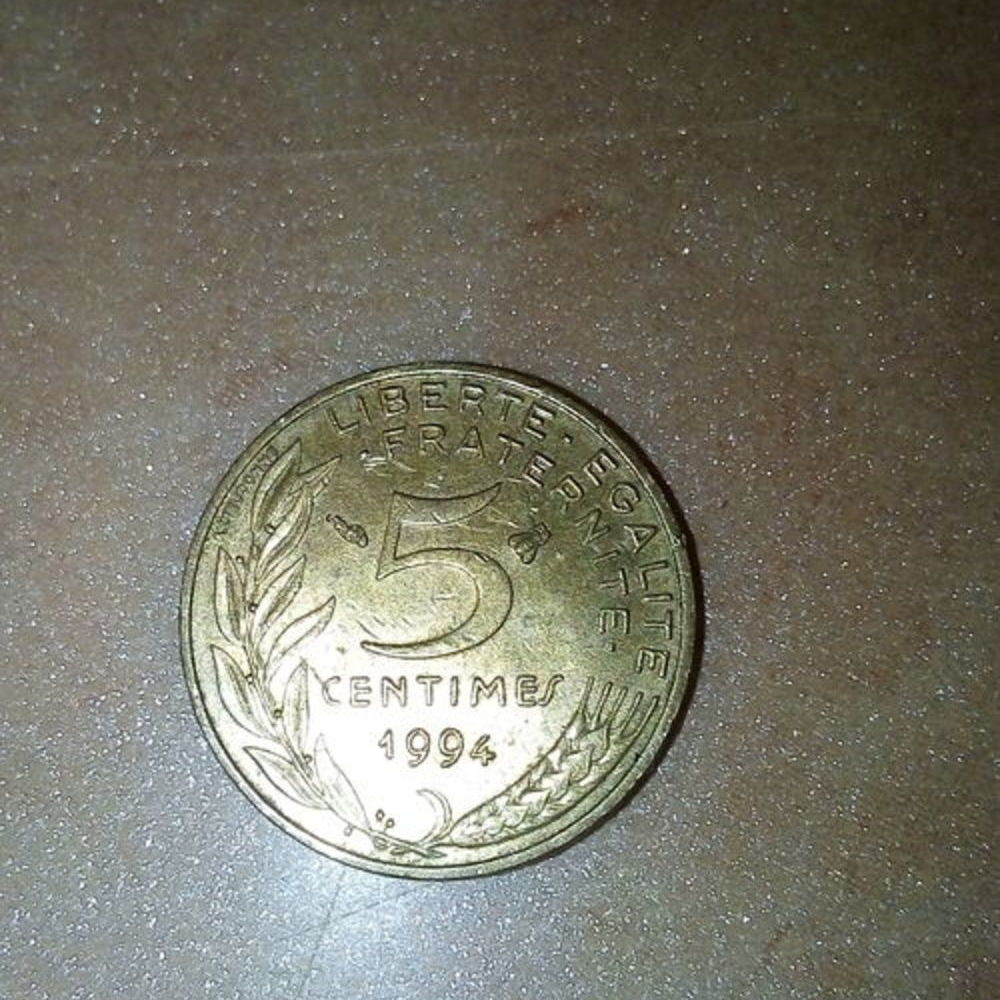 LIBERTE · EGALITE
· FRATERNITE ·
5
CENTIMES
1994